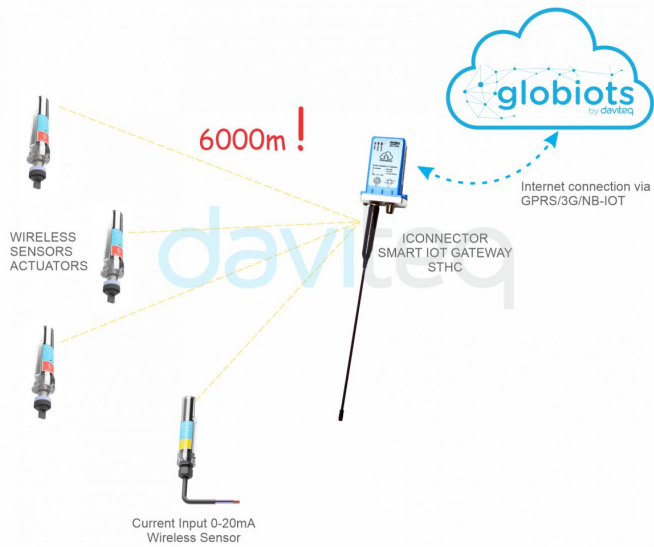 globiots
by daviteq
6000m!
Internet connection via
GPRS/3G/NB-IOT
WIRELESS
SENSORS
ACTUATORS
ICONNECTOR
SMART IOT GATEWAY
STHC
daviteq
Current Input 0-20mA
Wireless Sensor